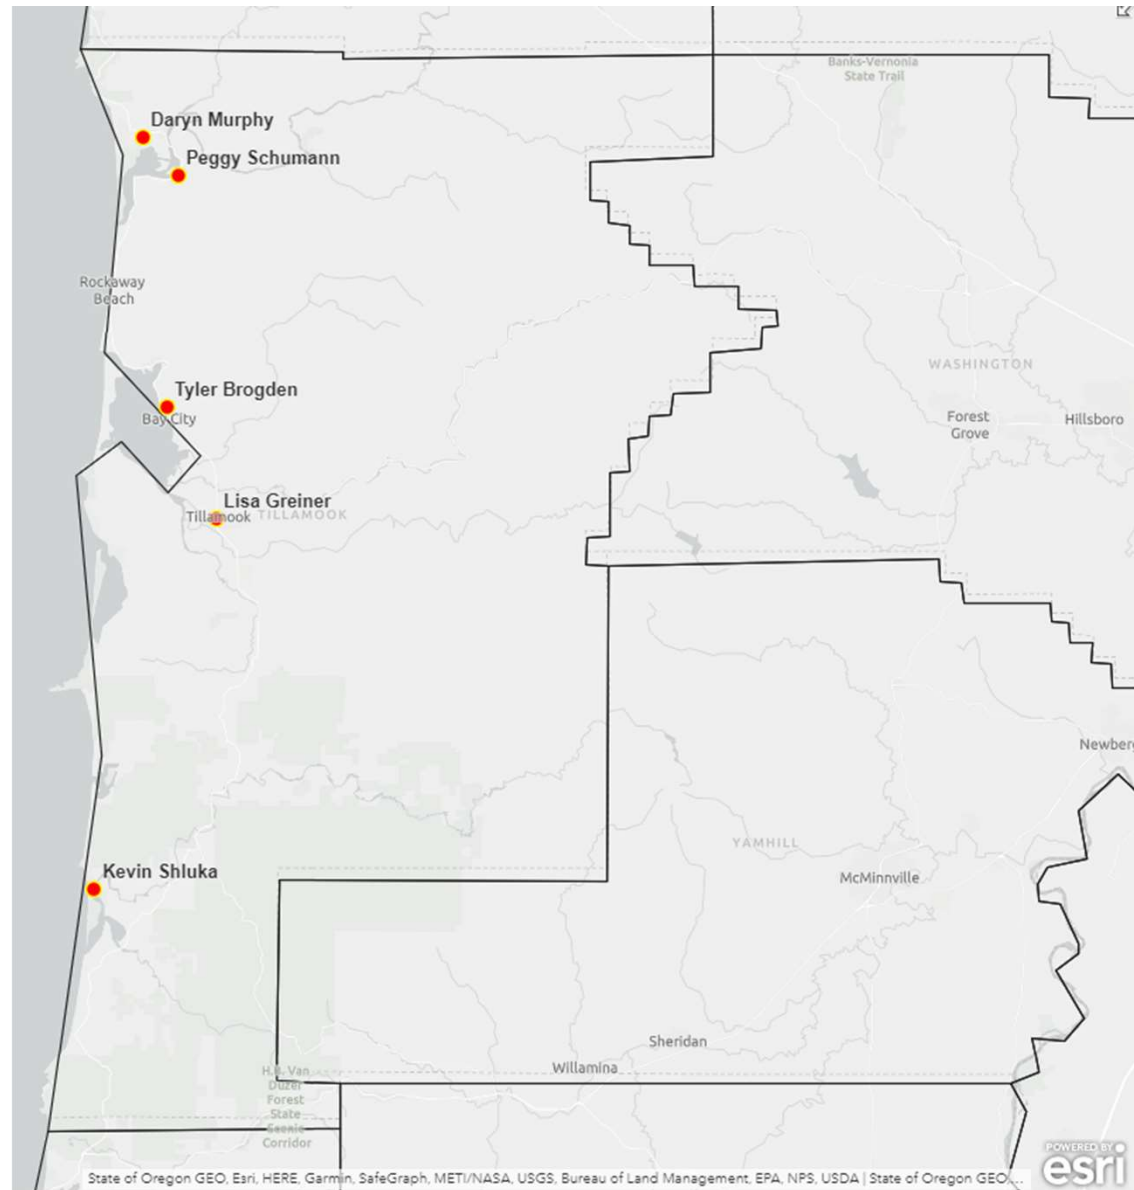 Banks-Vernonia
State Trail
Daryn Murphy
Peggy Schumann
Rockaway
Beach
WASHINGTON
Tyler Brogden
Bay City
Forest
Grove
Hillsboro
Lisa Greiner
Tillamook
TILLAMOOK
Newberg
YAMHILL
Kevin Shluka
McMinnville
Sheridan
Willamina
H.B. Van
Duzer
Forest
State
Scenic
Corridor
POWERED BY
esri
State of Oregon GEO, Esri, HERE, Garmin, SafeGraph, METI/NASA, USGS, Bureau of Land Management, EPA, NPS, USDA | State of Oregon GEO,...